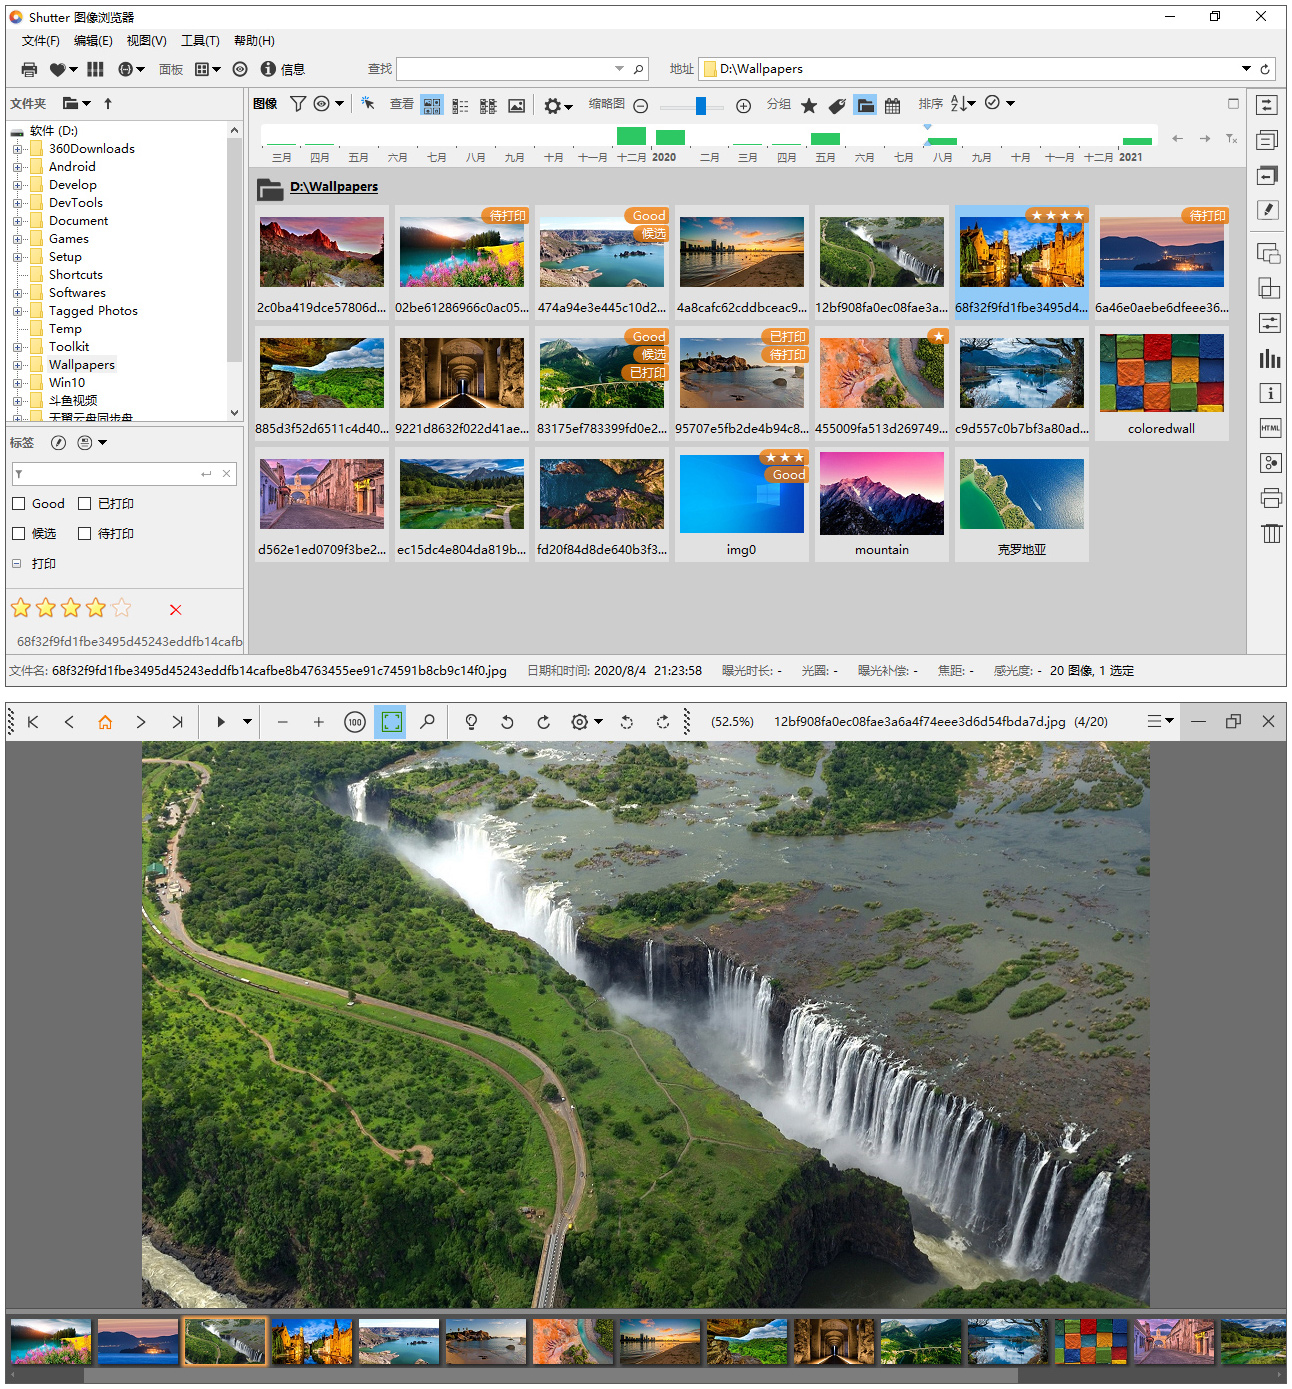 Shutter 图像浏览器
文件(F) 编辑(E) 视图(V) 工具(T) 帮助(H)
面板 信息 查找 地址 D:\Wallpapers
文件夹 图像 查看 缩略图 分组 排序
三月 四月 五月 六月 七月 八月 九月 十月 十一月 十二月 2020 二月 三月 四月 五月 六月 七月 八月 九月 十月 十一月 十二月 2021
软件 (D:)
360Downloads
Android
Develop
DevTools
Document
Games
Setup
Shortcuts
Softwares
Tagged Photos
Temp
Toolkit
Wallpapers
Win10
斗鱼视频
天翼云盘同步盘
标签
Good 已打印
候选 待打印
打印
68f32f9fd1fbe3495d45243eddfb14cafb
D:\Wallpapers
待打印 Good 待打印
候选
2c0ba419dce57806d... 02be61286966c0ac05... 474a94e3e445c10d2... 4a8cafc62cddbceac9... 12bf908fa0ec08fae3a... 68f32f9fd1fbe3495d4... 6a46e0aebe6dfeee36...
Good 已打印
候选 待打印
已打印
885d3f52d6511c4d40... 9221d8632f022d41ae... 83175ef783399fd0e2... 95707e5fb2de4b94c8... 455009fa513d269749... c9d557c0b7bf3a80ad... coloredwall
Good
d562e1ed0709f3be2... ec15dc4e804da819b... fd20f84d8de640b3f3... img0 mountain 克罗地亚
文件名: 68f32f9fd1fbe3495d45243eddfb14cafbe8b4763455ee91c74591b8cb9c14f0.jpg 日期和时间: 2020/8/4 21:23:58 曝光时长: - 光圈: - 曝光补偿: - 焦距: - 感光度: - 20 图像, 1 选定
HTML
100 (52.5%) 12bf908fa0ec08fae3a6a4f74eee3d6d54fbda7d.jpg (4/20)